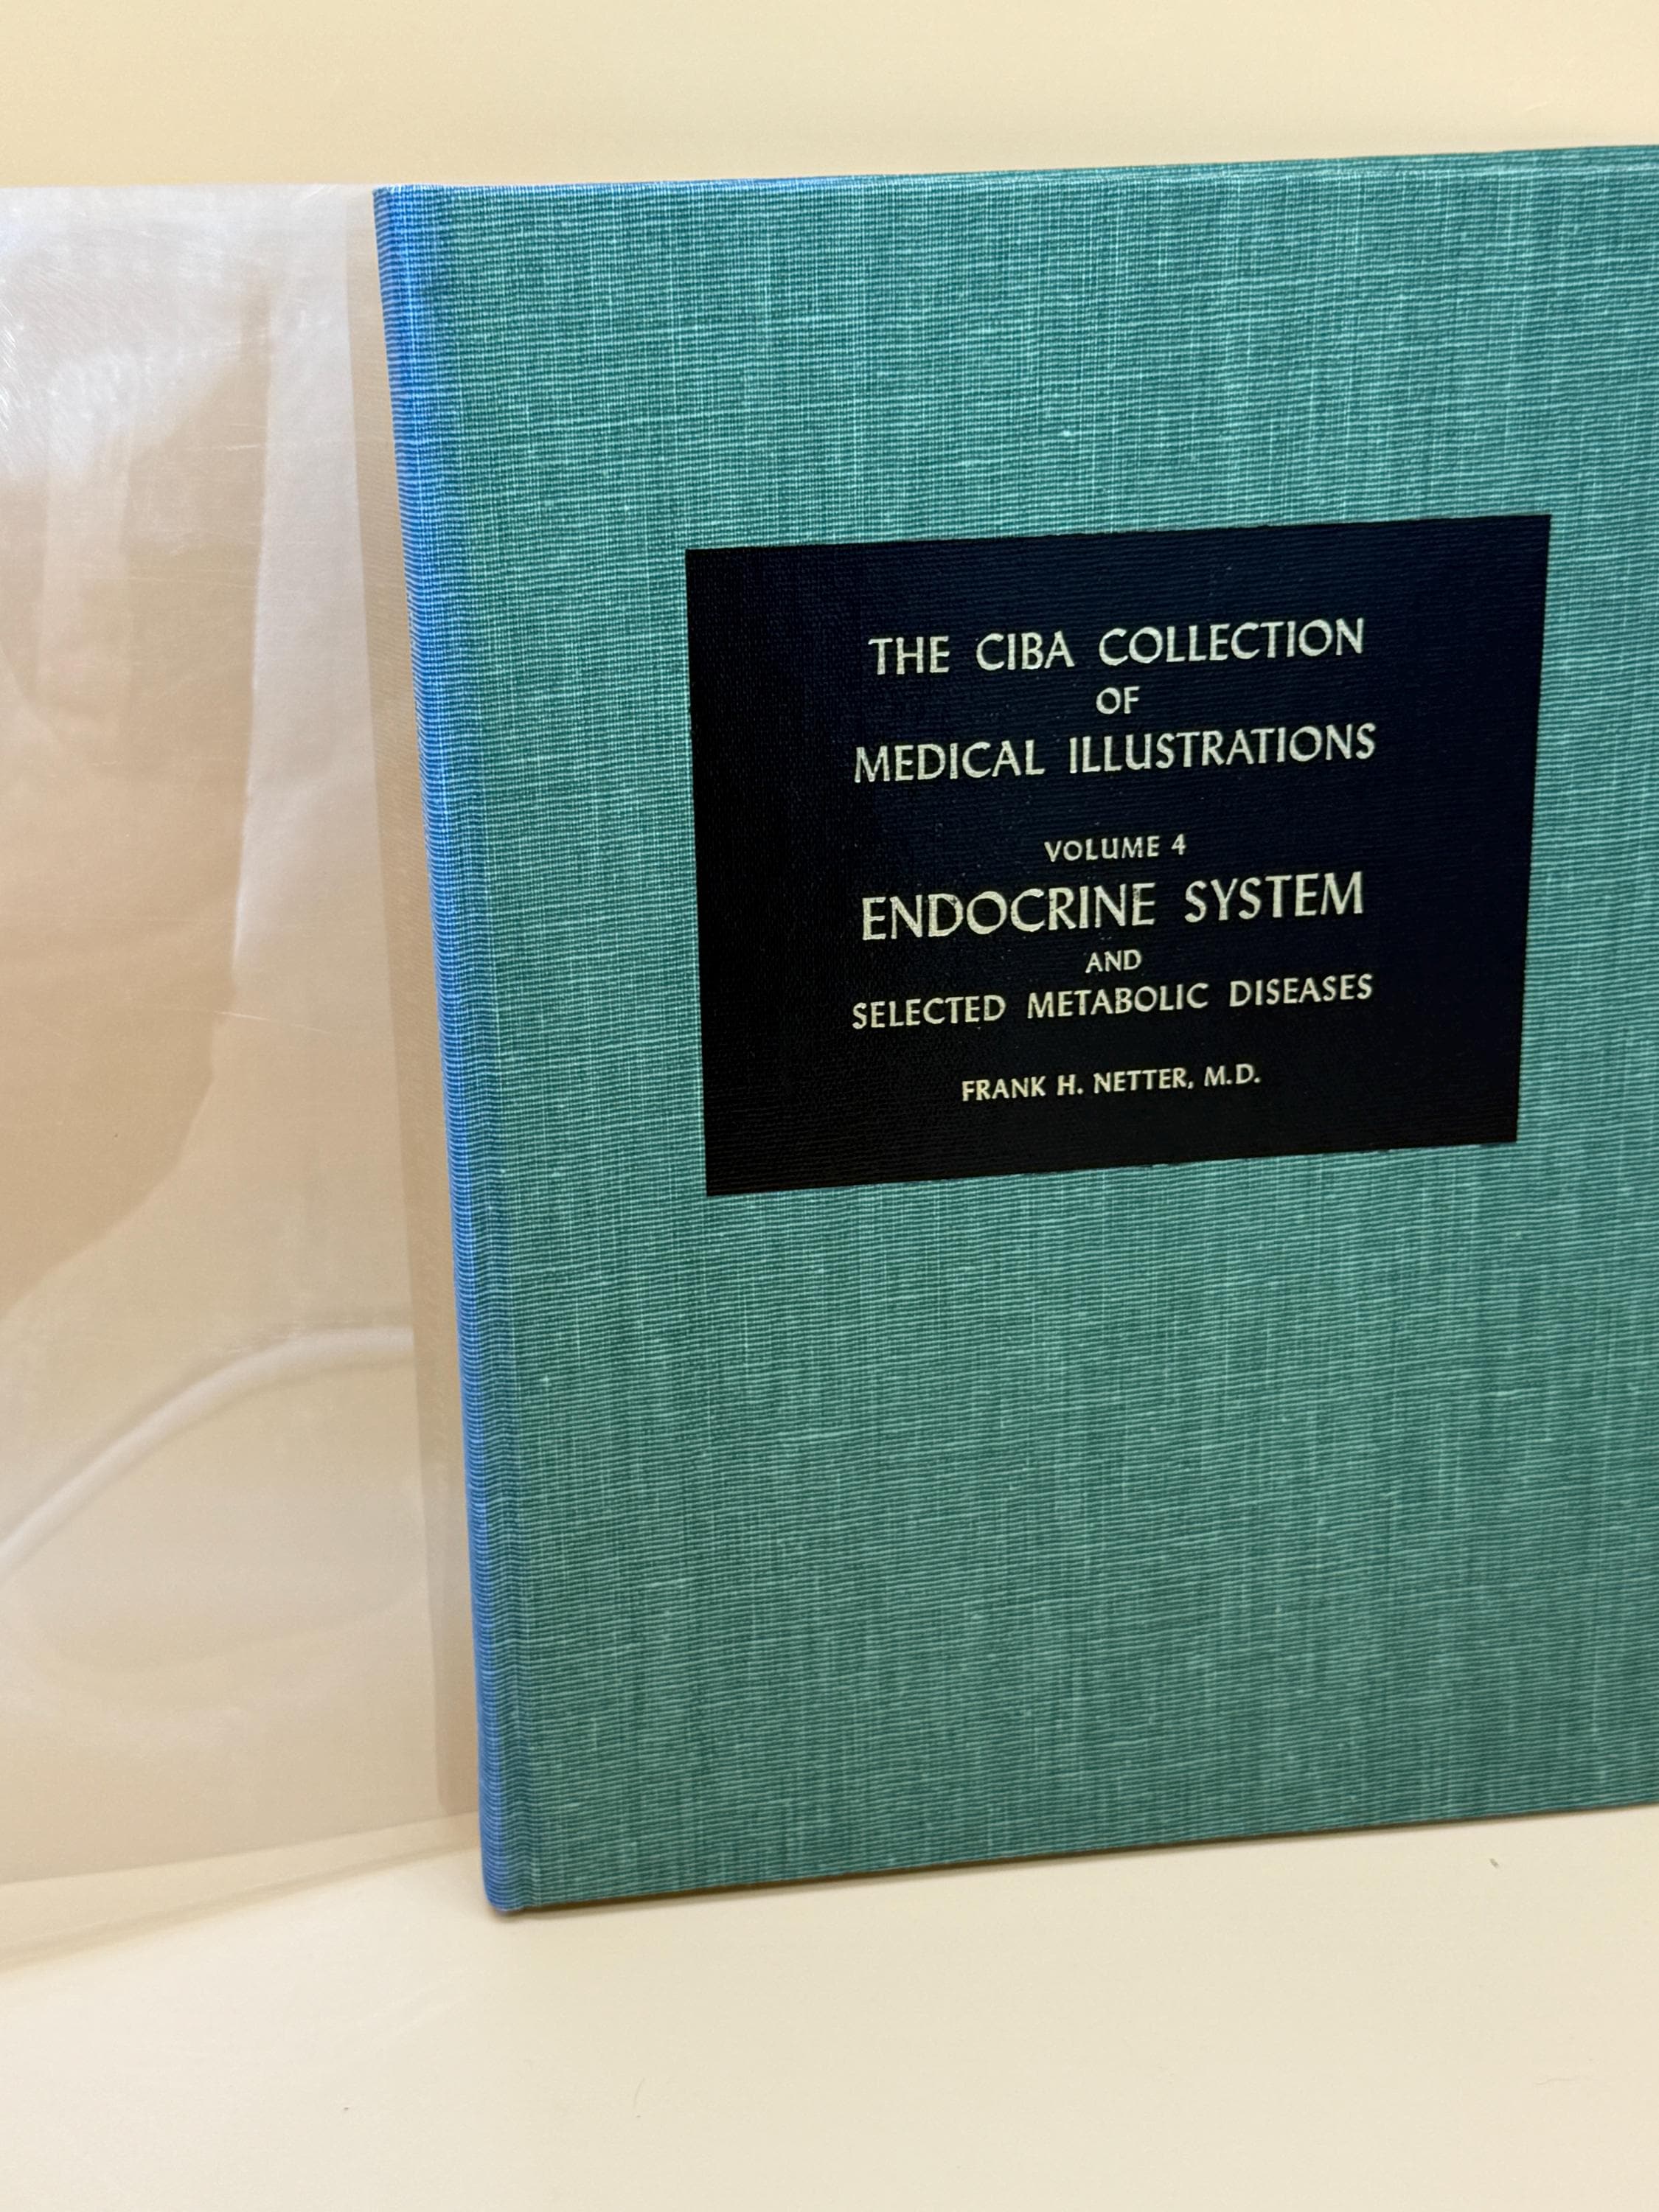 THE CIBA COLLECTION
OF
MEDICAL ILLUSTRATIONS
VOLUME 4
ENDOCRINE SYSTEM
AND
SELECTED METABOLIC DISEASES
FRANK H. NETTER, M.D.